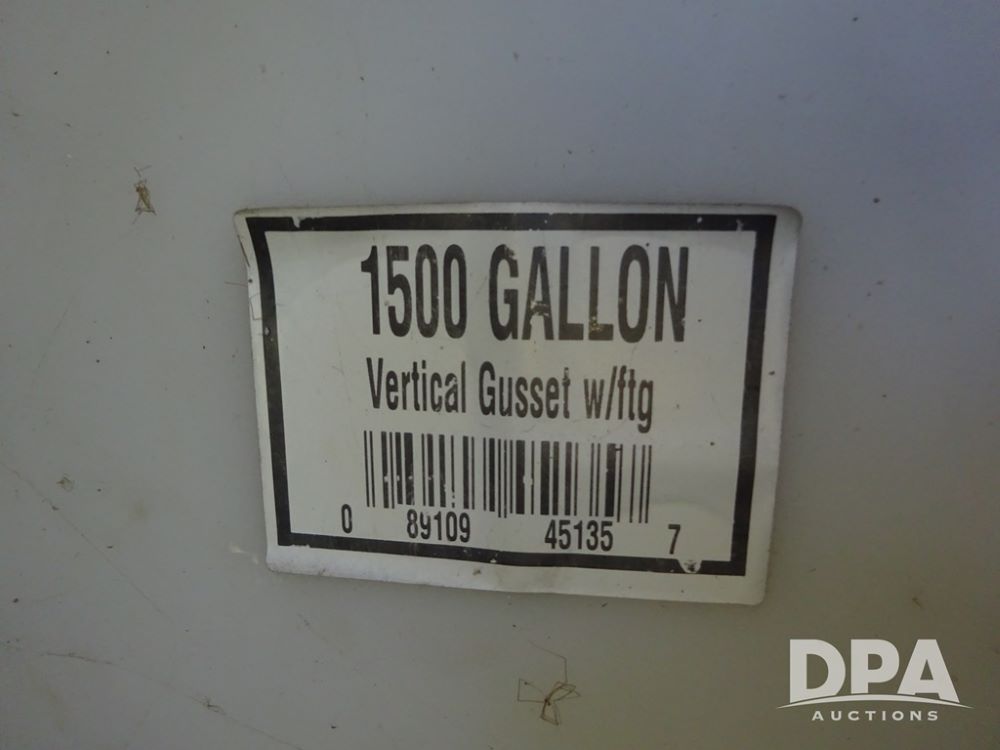 1500 GALLON
Vertical Gusset w/ftg
0 89109 45135 7
DPA
AUCTIONS